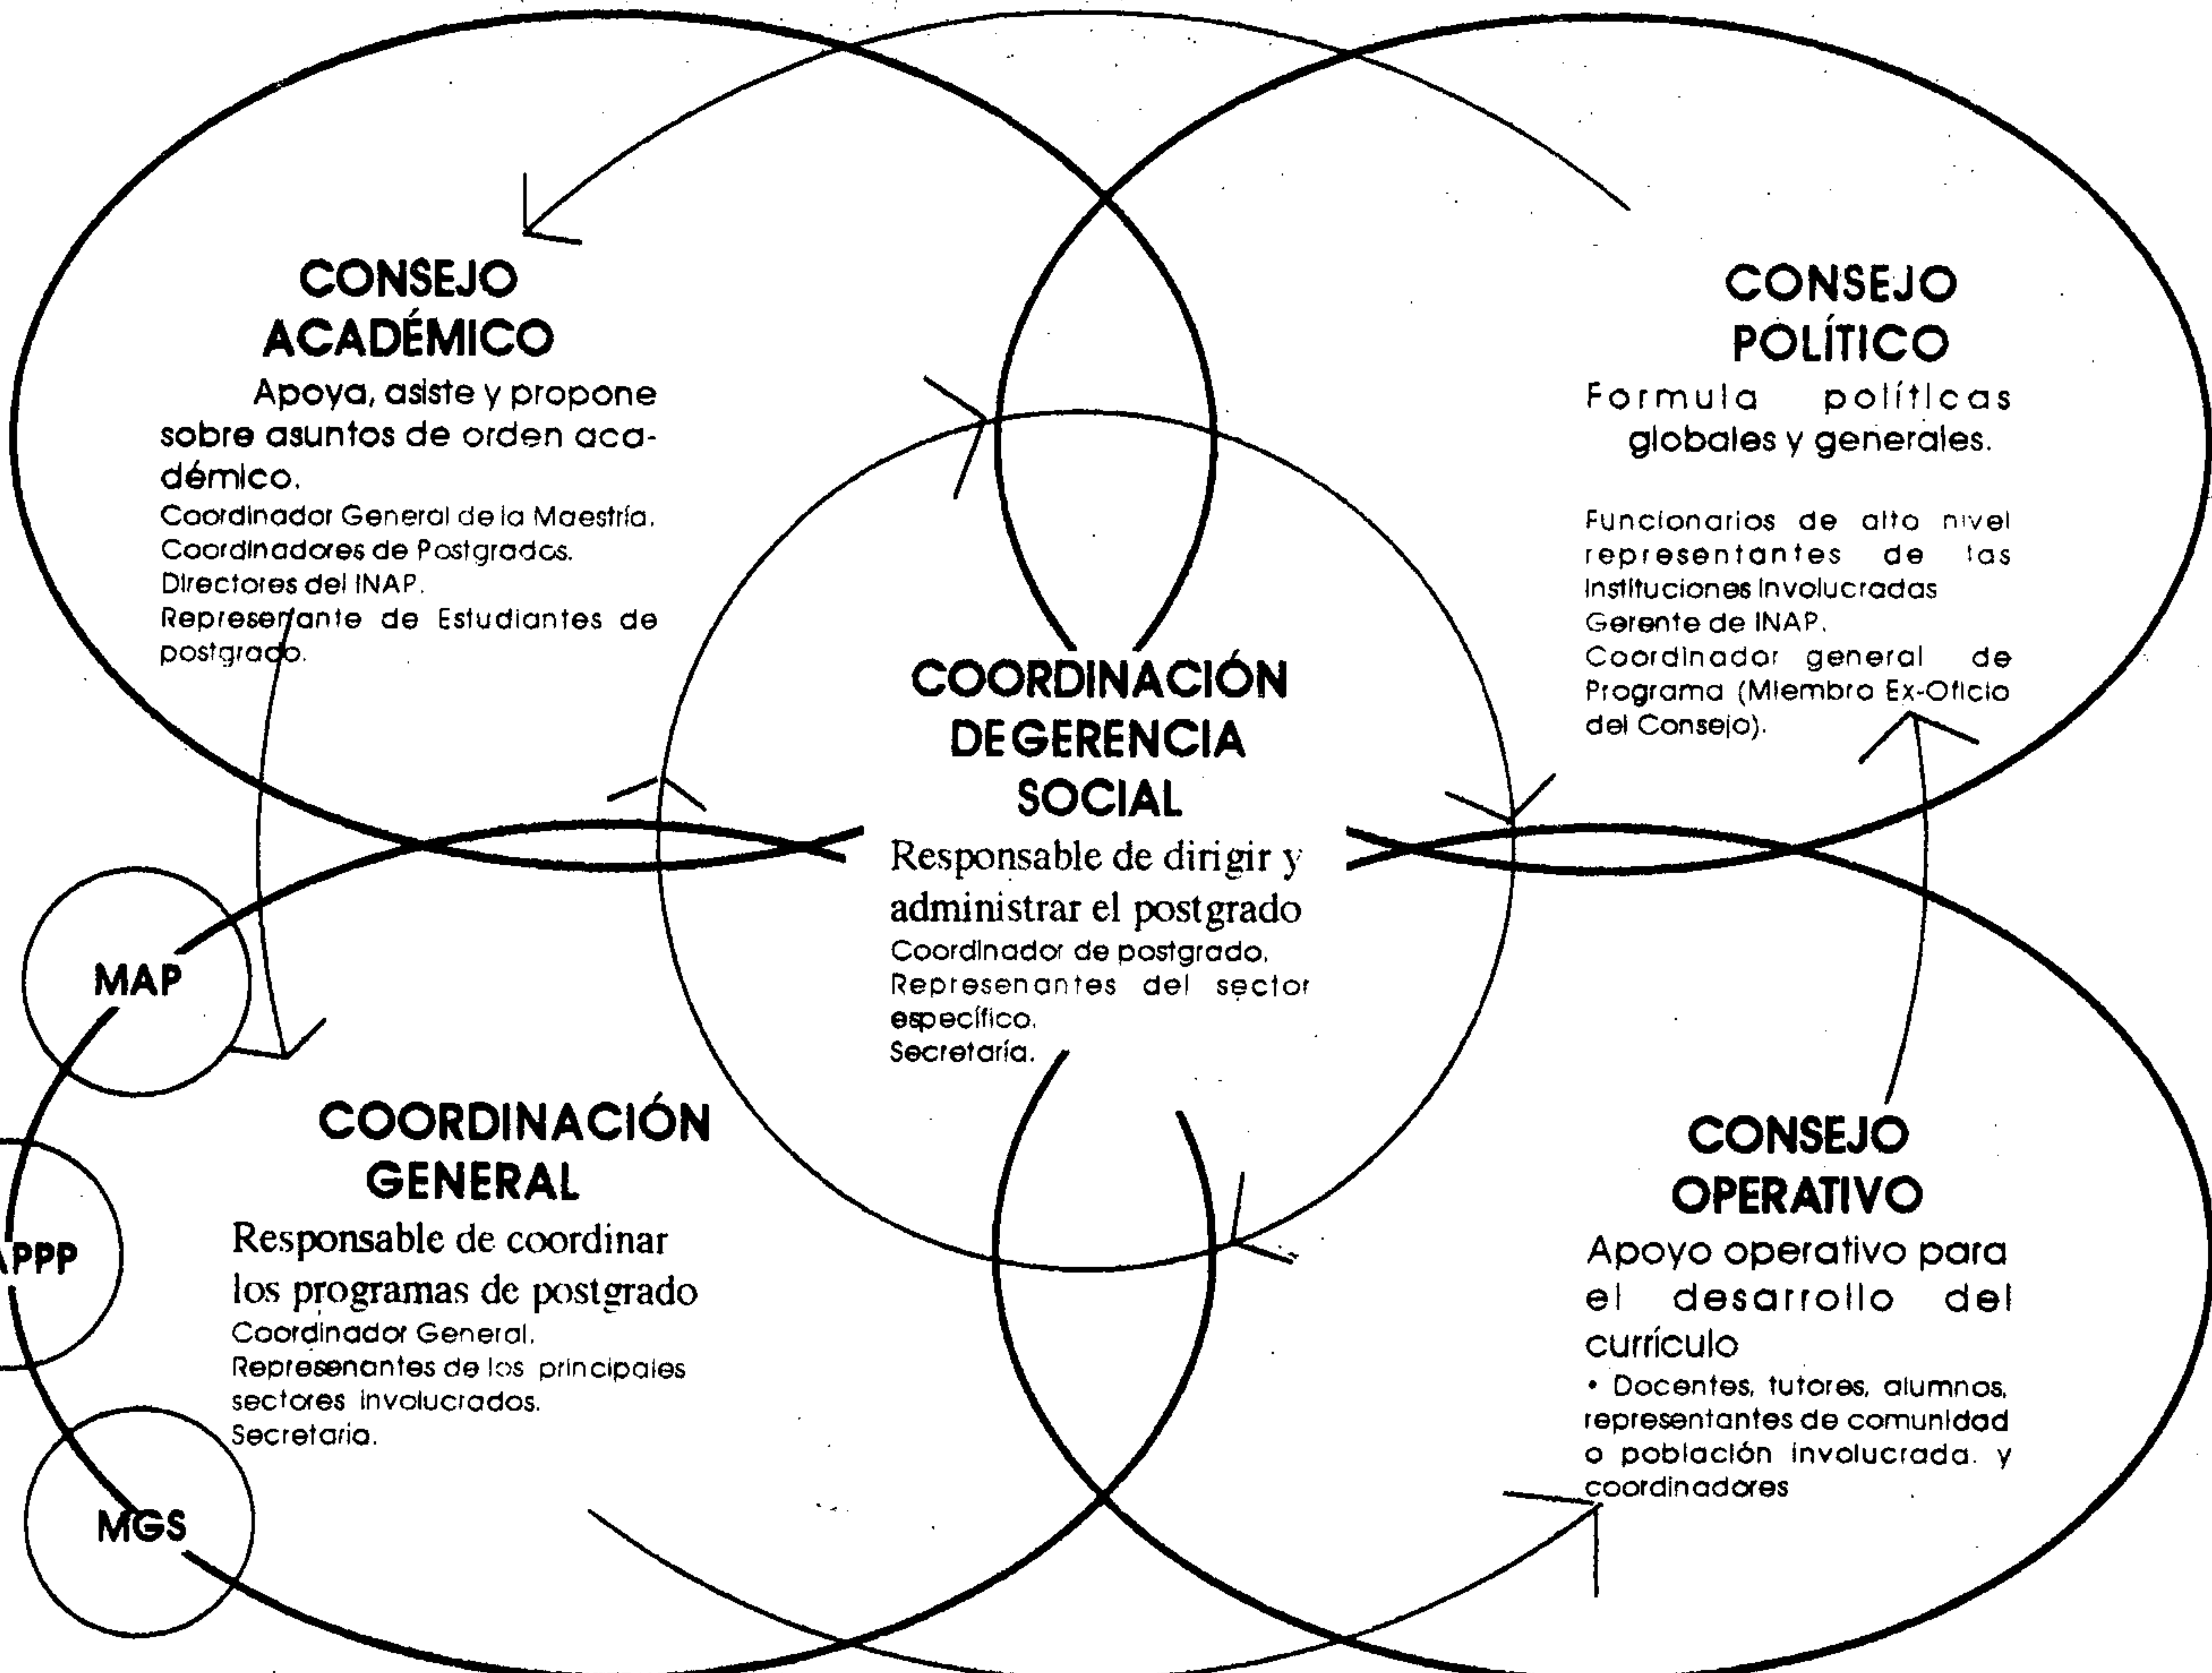 CONSEJO
ACADÉMICO
Apoya, asiste y propone
sobre asuntos de orden aca-
démico.
Coordinador General de la Maestría.
Coordinadores de Postgrados.
Directores del INAP.
Representante de Estudiantes de
postgrado.
CONSEJO
POLÍTICO
Formula políticas
globales y generales.
Funcionarios de alto nivel
representantes de las
Instituciones Involucradas
Gerente de INAP.
Coordinador general de
Programa (Miembro Ex-Oficio
del Consejo).
COORDINACIÓN
DE GERENCIA
SOCIAL
Responsable de dirigir y
administrar el postgrado
Coordinador de postgrado.
Represenantes del sector
específico.
Secretaría.
MAP
PPP
MGS
COORDINACIÓN
GENERAL
Responsable de coordinar
los programas de postgrado
Coordinador General.
Represenantes de los principales
sectores involucrados.
Secretaria.
CONSEJO
OPERATIVO
Apoyo operativo para
el desarrollo del
currículo
• Docentes, tutores, alumnos,
representantes de comunidad
o población involucrada. y
coordinadores